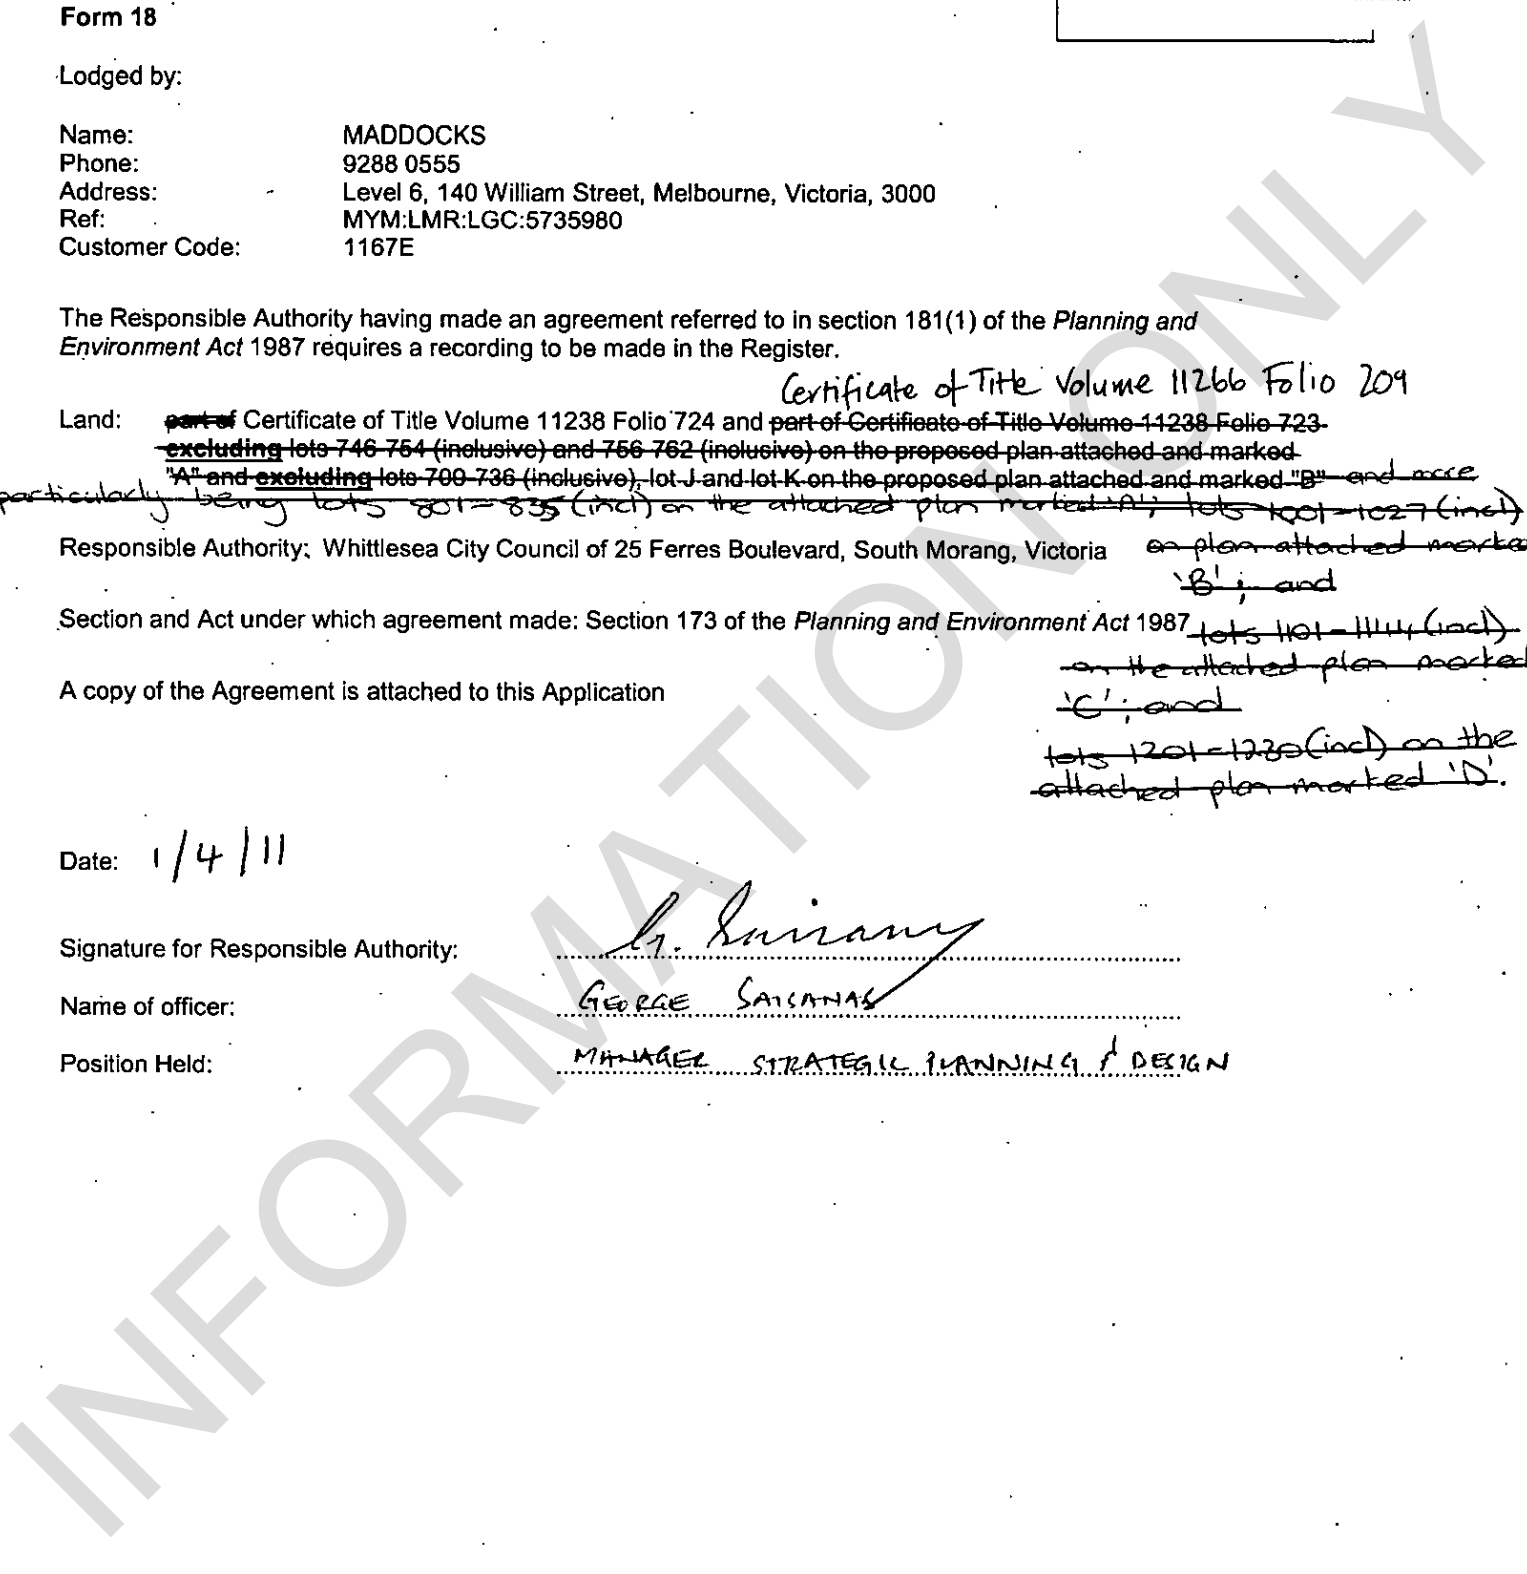 Form 18
Lodged by:
Name: MADDOCKS
Phone: 9288 0555
Address: Level 6, 140 William Street, Melbourne, Victoria, 3000
Ref: MYM:LMR:LGC:5735980
Customer Code: 1167E
The Responsible Authority having made an agreement referred to in section 181(1) of the Planning and
Environment Act 1987 requires a recording to be made in the Register.
Certificate of Title Volume 11266 Folio 209
Land: part of Certificate of Title Volume 11238 Folio 724 and part of Certificate of Title Volume 11238 Folio 723
excluding lots 746-754 (inclusive) and 756-762 (inclusive) on the proposed plan attached and marked
"A" and excluding lots 709-736 (inclusive), lot J and lot K on the proposed plan attached and marked "B" and more
particularly being lots 801-835 (incl) on the attached plan marked 'A'; lots 1001-1027 (incl)
Responsible Authority: Whittlesea City Council of 25 Ferres Boulevard, South Morang, Victoria
on plan attached marked
'B'; and
Section and Act under which agreement made: Section 173 of the Planning and Environment Act 1987
lots 1101-1144 (incl)
on the attached plan marked
A copy of the Agreement is attached to this Application
'C'; and
lots 1201-1230 (incl) on the
attached plan marked 'D'.
Date: 1/4/11
Signature for Responsible Authority:
Name of officer: GEORGE SAISANAS
Position Held: MANAGER STRATEGIC PLANNING & DESIGN
INFORMATION ONLY